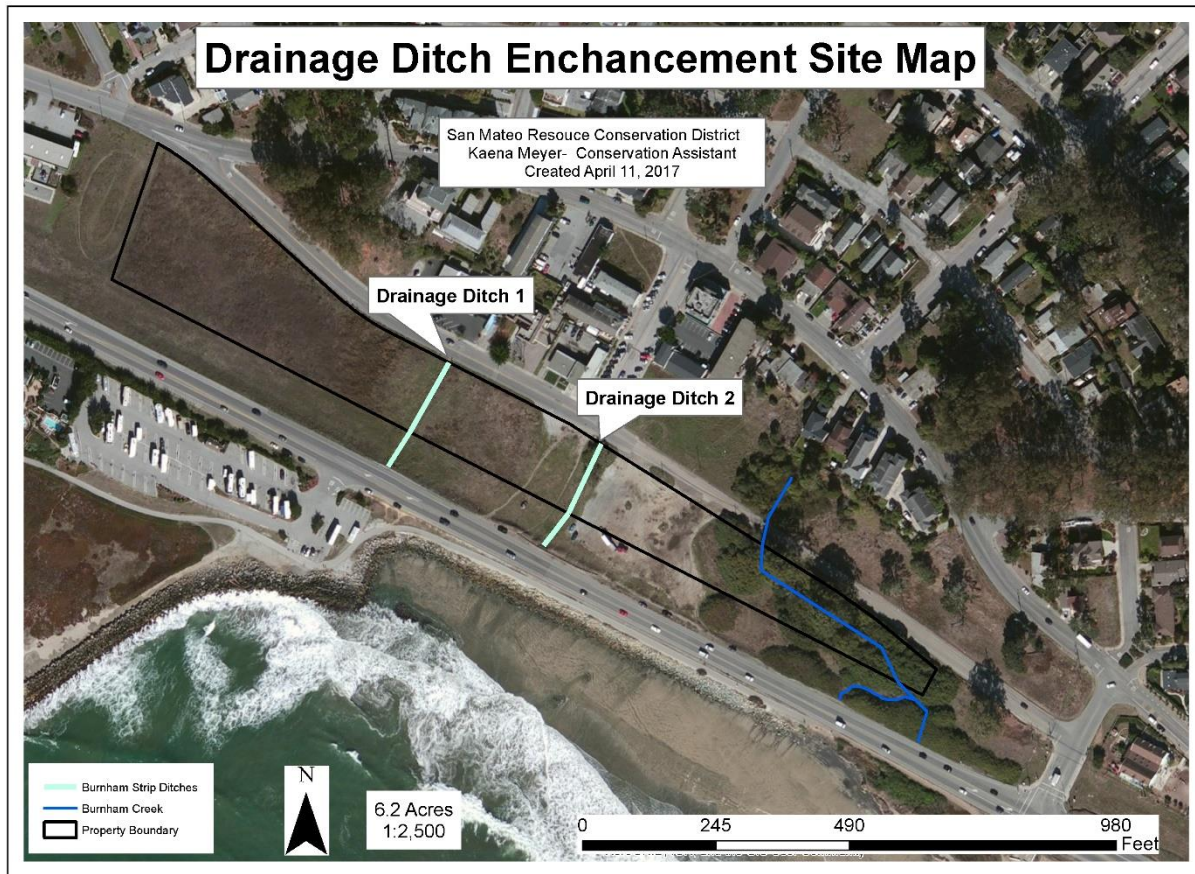 Drainage Ditch Enchancement Site Map
San Mateo Resouce Conservation District
Kaena Meyer- Conservation Assistant
Created April 11, 2017
Drainage Ditch 1
Drainage Ditch 2
Burnham Strip Ditches
Burnham Creek
Property Boundary
N
6.2 Acres
1:2,500
0 245 490 980
Feet